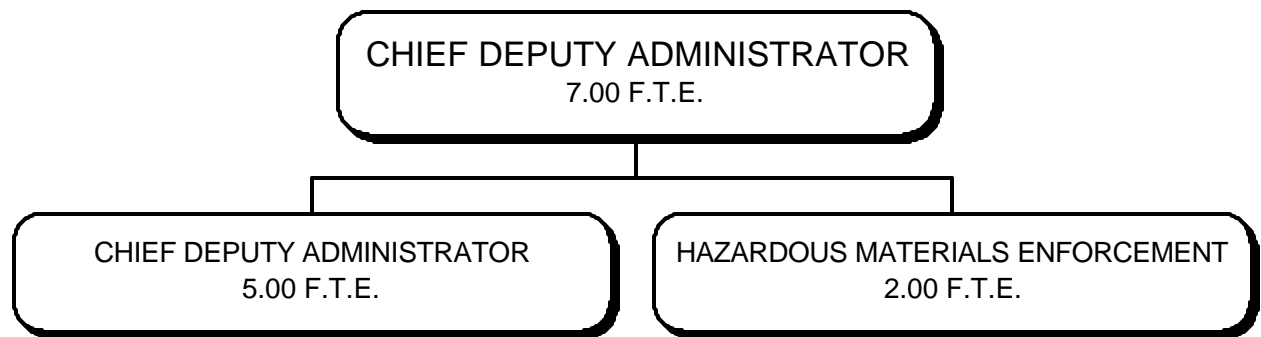 CHIEF DEPUTY ADMINISTRATOR
7.00 F.T.E.
CHIEF DEPUTY ADMINISTRATOR
5.00 F.T.E.
HAZARDOUS MATERIALS ENFORCEMENT
2.00 F.T.E.